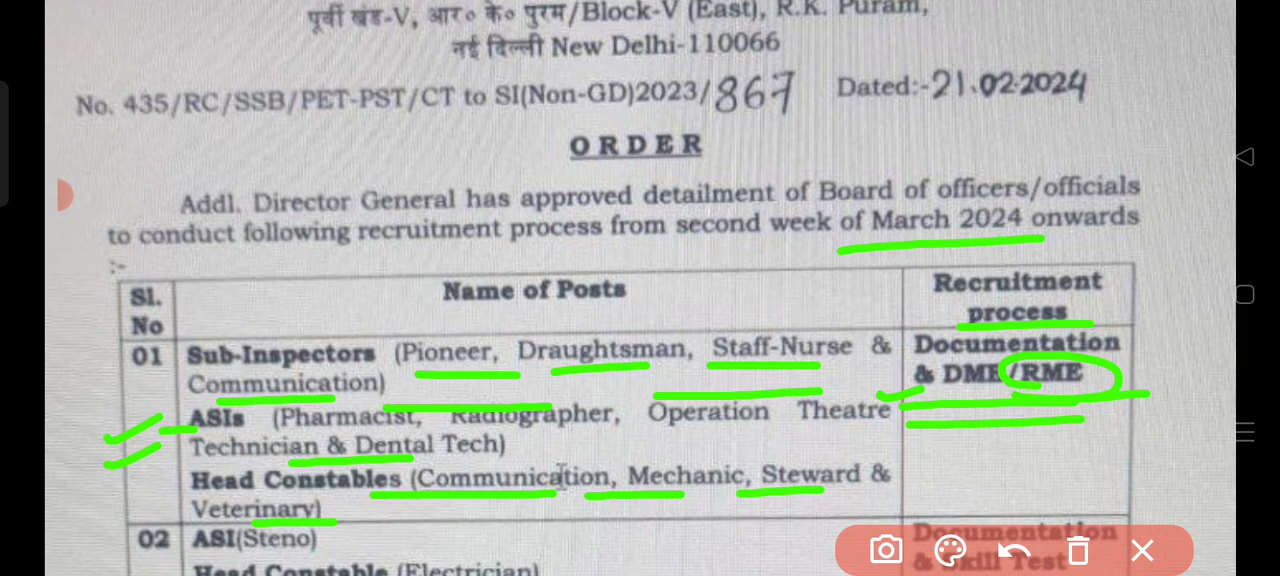 पूर्वी खंड-V, आर० के० पुरम/Block-V (East), R.K. Puram,
नई दिल्ली New Delhi-110066
No. 435/RC/SSB/PET-PST/CT to SI(Non-GD)2023/867 Dated:-21.02.2024
ORDER
Addl. Director General has approved detailment of Board of officers/officials
to conduct following recruitment process from second week of March 2024 onwards
:-
Sl. No
Name of Posts
Recruitment process
01
Sub-Inspectors (Pioneer, Draughtsman, Staff-Nurse &
Communication)
ASIs (Pharmacist, Radiographer, Operation Theatre
Technician & Dental Tech)
Head Constables (Communication, Mechanic, Steward &
Veterinary)
Documentation
& DME/RME
02
ASI(Steno)
Head Constable (Electrician)
Documentation
& Skill Test